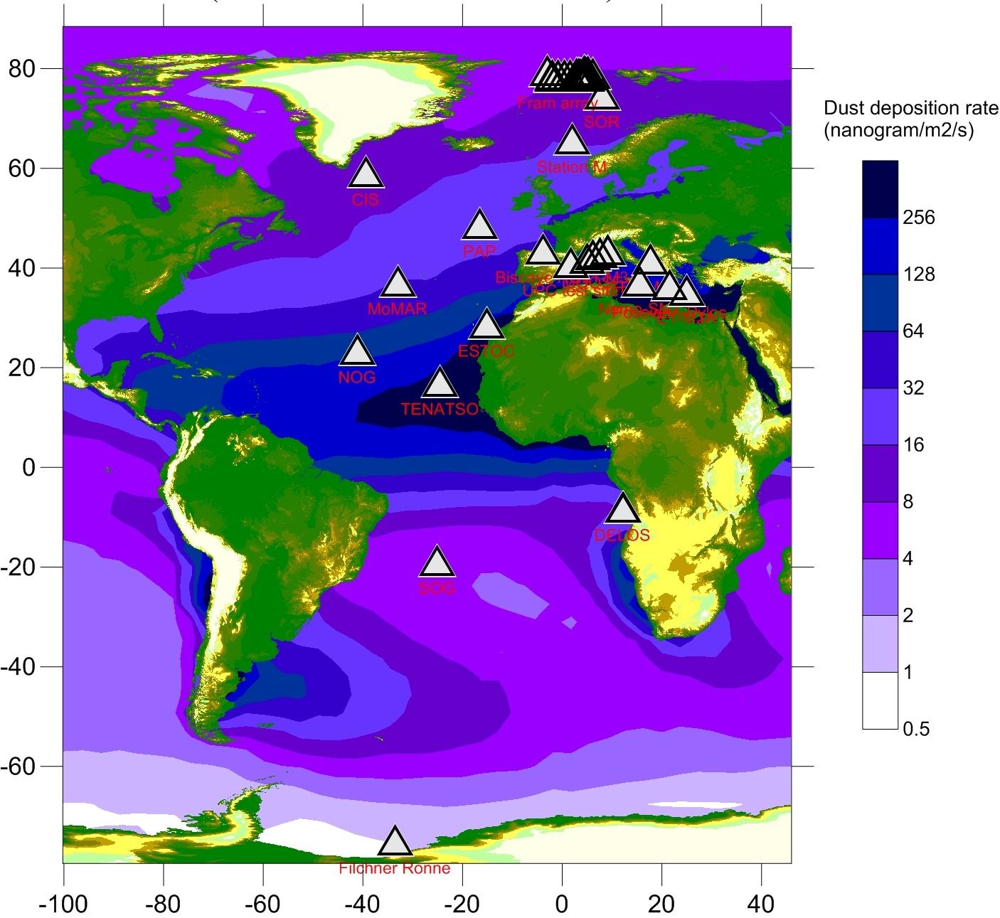 80
60
40
20
0
-20
-40
-60
-100
-80
-60
-40
-20
0
20
40
Dust deposition rate
(nanogram/m2/s)
256
128
64
32
16
8
4
2
1
0.5
Fram array
SOR
Station M
CIS
PAP
Biscaye
MoMAR
UPC test site
ESTOC
NOG
TENATSO
DELOS
SOG
Filchner Ronne